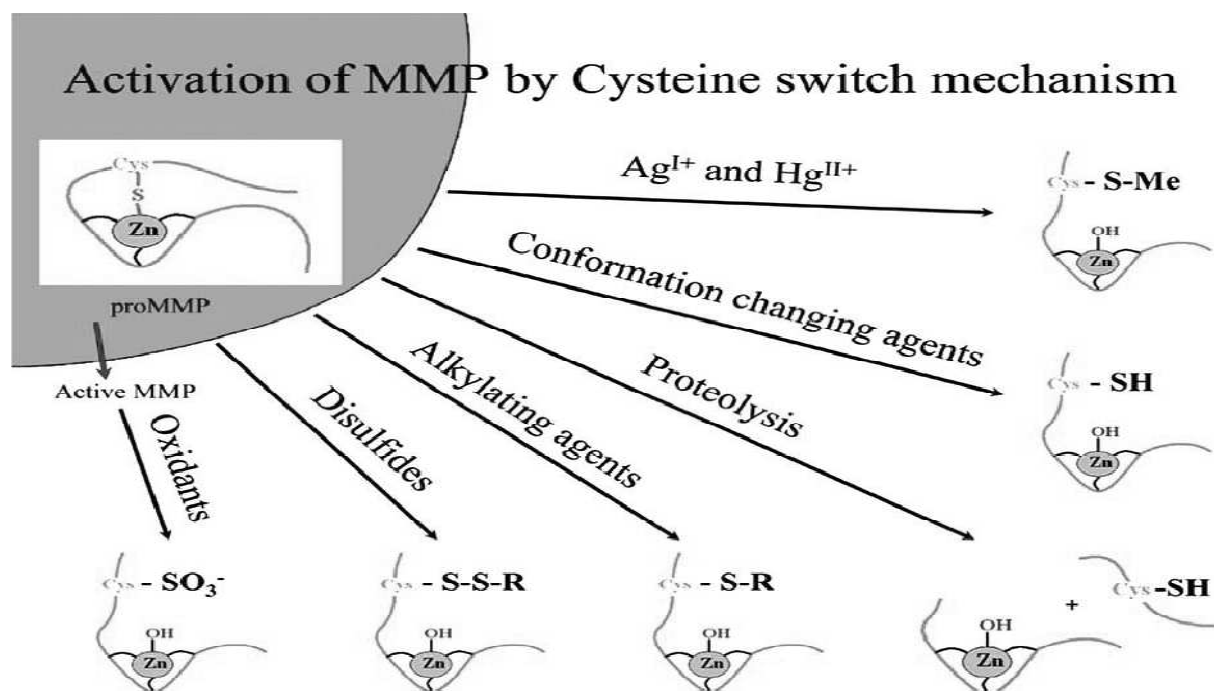 Activation of MMP by Cysteine switch mechanism
Cys
S
Zn
proMMP
Active MMP
Ag^I+ and Hg^II+
Cys - S-Me
OH
Zn
Conformation changing agents
Cys - SH
OH
Zn
Proteolysis
OH
Zn
+
Cys-SH
Alkylating agents
Cys - S-R
OH
Zn
Disulfides
Cys - S-S-R
OH
Zn
Oxidants
Cys - SO₃⁻
OH
Zn